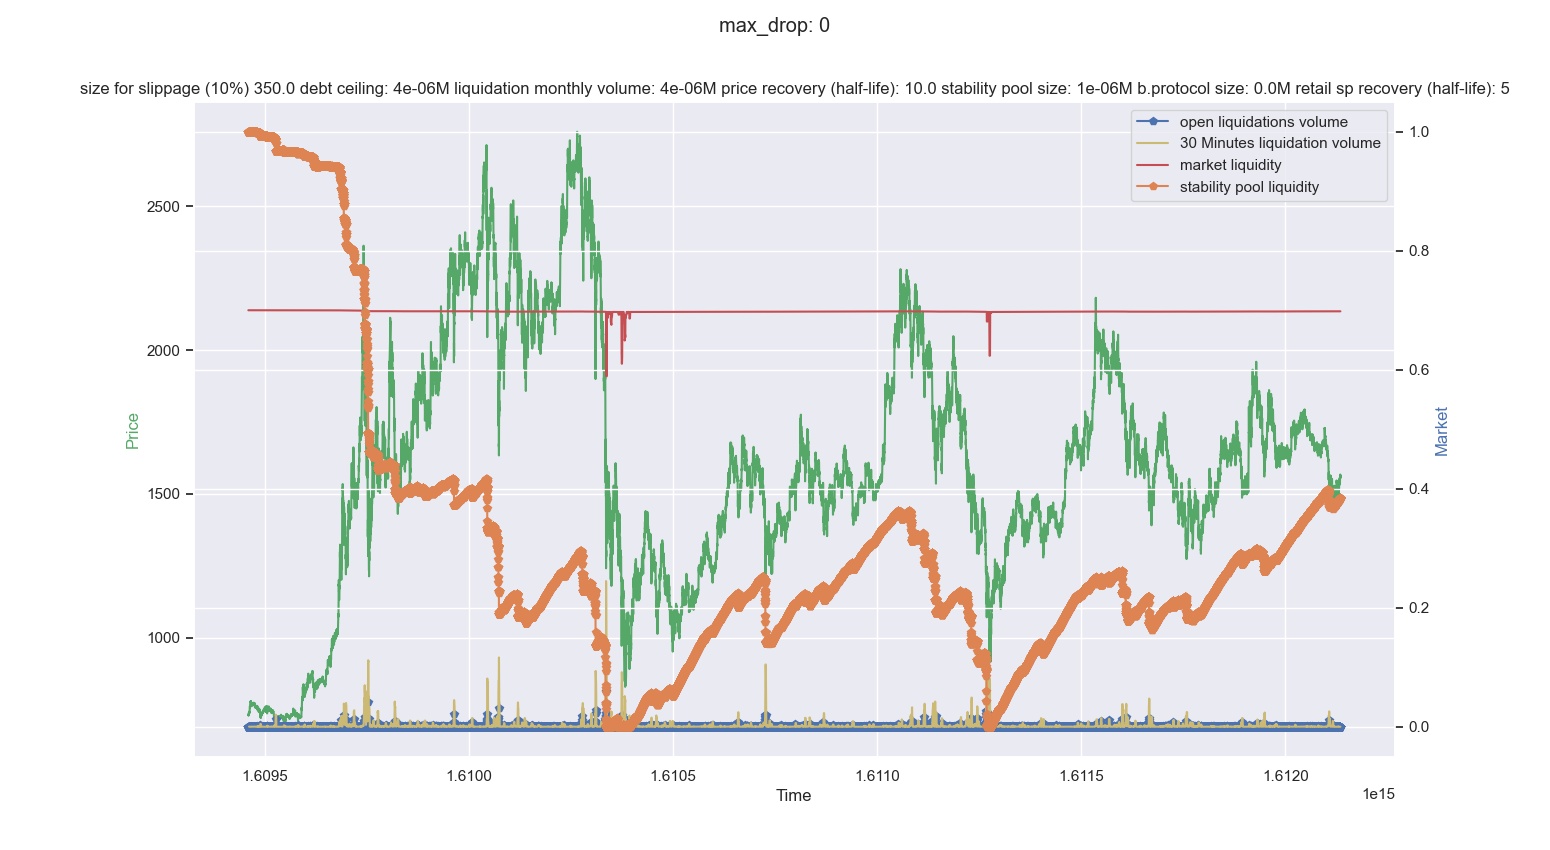 max_drop: 0
size for slippage (10%) 350.0 debt ceiling: 4e-06M liquidation monthly volume: 4e-06M price recovery (half-life): 10.0 stability pool size: 1e-06M b.protocol size: 0.0M retail sp recovery (half-life): 5
open liquidations volume
30 Minutes liquidation volume
market liquidity
stability pool liquidity
2500
2000
1500
1000
Price
1.0
0.8
0.6
0.4
0.2
0.0
Market
1.6095
1.6100
1.6105
1.6110
1.6115
1.6120
1e15
Time